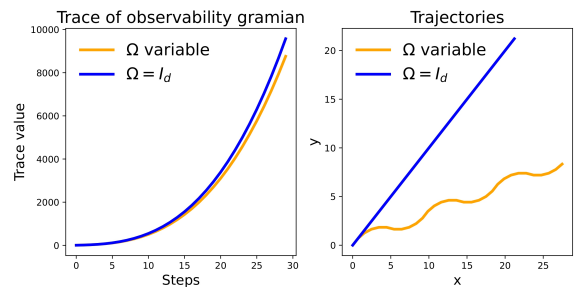 Trace of observability gramian
Trace value
10000
8000
6000
4000
2000
0
Ω variable
Ω = I_d
0 5 10 15 20 25 30
Steps
Trajectories
y
20
15
10
5
0
Ω variable
Ω = I_d
0 5 10 15 20 25
x